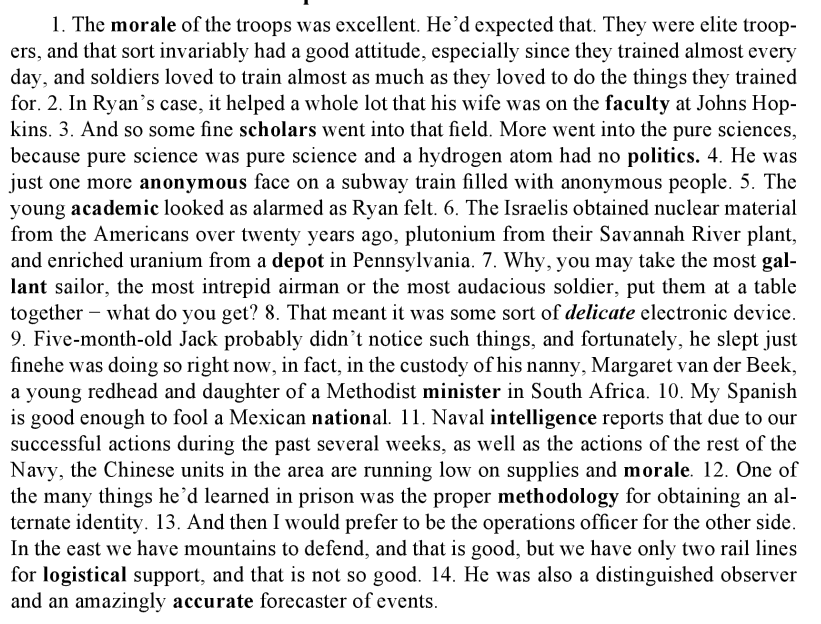 1. The morale of the troops was excellent. He’d expected that. They were elite troop-
ers, and that sort invariably had a good attitude, especially since they trained almost every
day, and soldiers loved to train almost as much as they loved to do the things they trained
for. 2. In Ryan’s case, it helped a whole lot that his wife was on the faculty at Johns Hop-
kins. 3. And so some fine scholars went into that field. More went into the pure sciences,
because pure science was pure science and a hydrogen atom had no politics. 4. He was
just one more anonymous face on a subway train filled with anonymous people. 5. The
young academic looked as alarmed as Ryan felt. 6. The Israelis obtained nuclear material
from the Americans over twenty years ago, plutonium from their Savannah River plant,
and enriched uranium from a depot in Pennsylvania. 7. Why, you may take the most gal-
lant sailor, the most intrepid airman or the most audacious soldier, put them at a table
together – what do you get? 8. That meant it was some sort of delicate electronic device.
9. Five-month-old Jack probably didn’t notice such things, and fortunately, he slept just
finehe was doing so right now, in fact, in the custody of his nanny, Margaret van der Beek,
a young redhead and daughter of a Methodist minister in South Africa. 10. My Spanish
is good enough to fool a Mexican national. 11. Naval intelligence reports that due to our
successful actions during the past several weeks, as well as the actions of the rest of the
Navy, the Chinese units in the area are running low on supplies and morale. 12. One of
the many things he’d learned in prison was the proper methodology for obtaining an al-
ternate identity. 13. And then I would prefer to be the operations officer for the other side.
In the east we have mountains to defend, and that is good, but we have only two rail lines
for logistical support, and that is not so good. 14. He was also a distinguished observer
and an amazingly accurate forecaster of events.